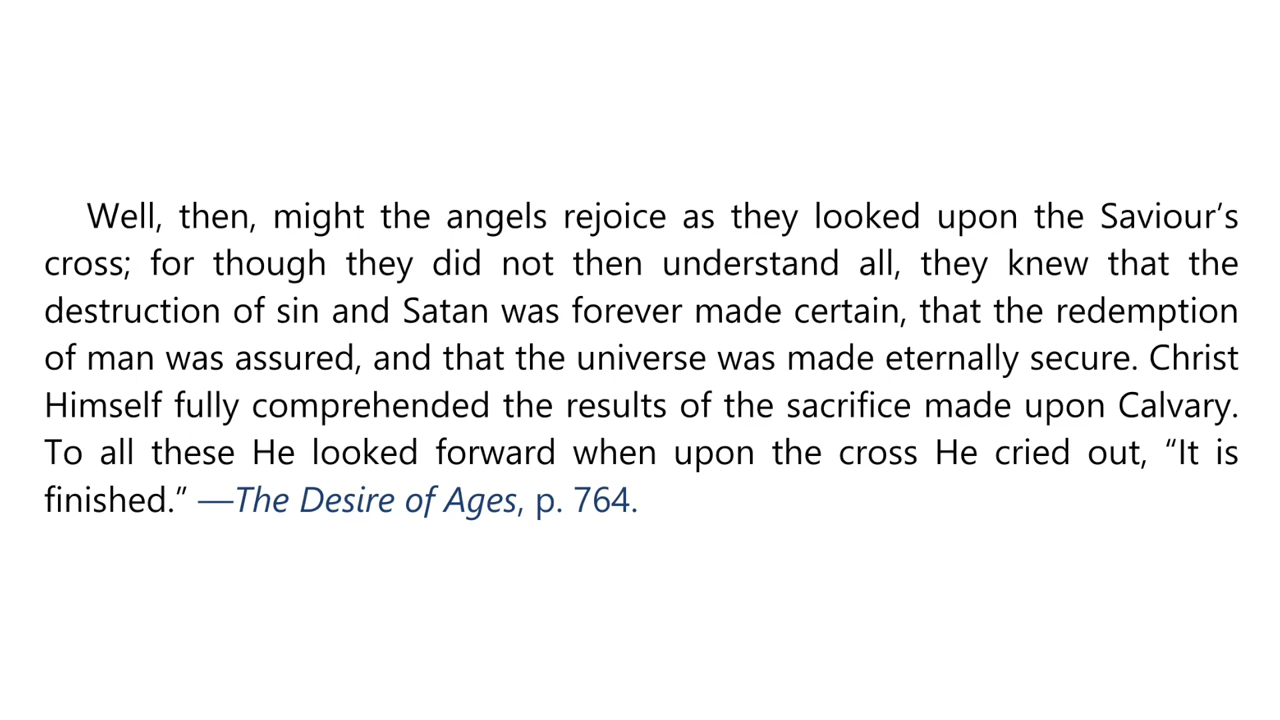 Well, then, might the angels rejoice as they looked upon the Saviour’s
cross; for though they did not then understand all, they knew that the
destruction of sin and Satan was forever made certain, that the redemption
of man was assured, and that the universe was made eternally secure. Christ
Himself fully comprehended the results of the sacrifice made upon Calvary.
To all these He looked forward when upon the cross He cried out, “It is
finished.” —The Desire of Ages, p. 764.